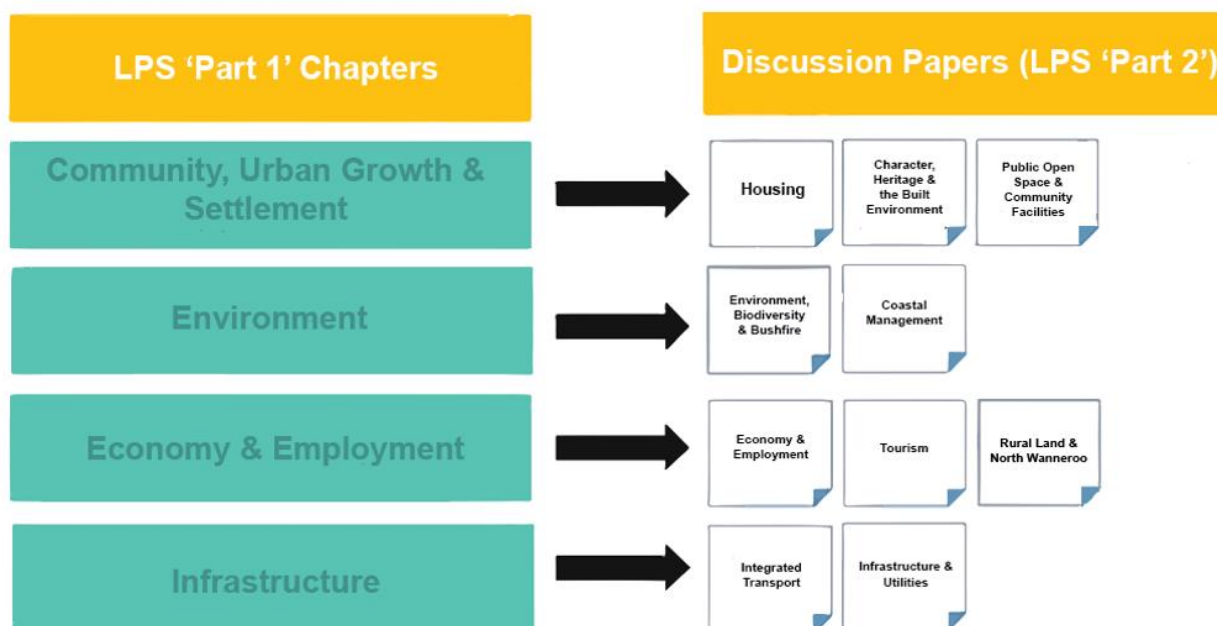 LPS ‘Part 1’ Chapters
Discussion Papers (LPS ‘Part 2’)
Community, Urban Growth &
Settlement
Housing
Character,
Heritage &
the Built
Environment
Public Open
Space &
Community
Facilities
Environment
Environment,
Biodiversity
& Bushfire
Coastal
Management
Economy & Employment
Economy &
Employment
Tourism
Rural Land &
North Wanneroo
Infrastructure
Integrated
Transport
Infrastructure &
Utilities